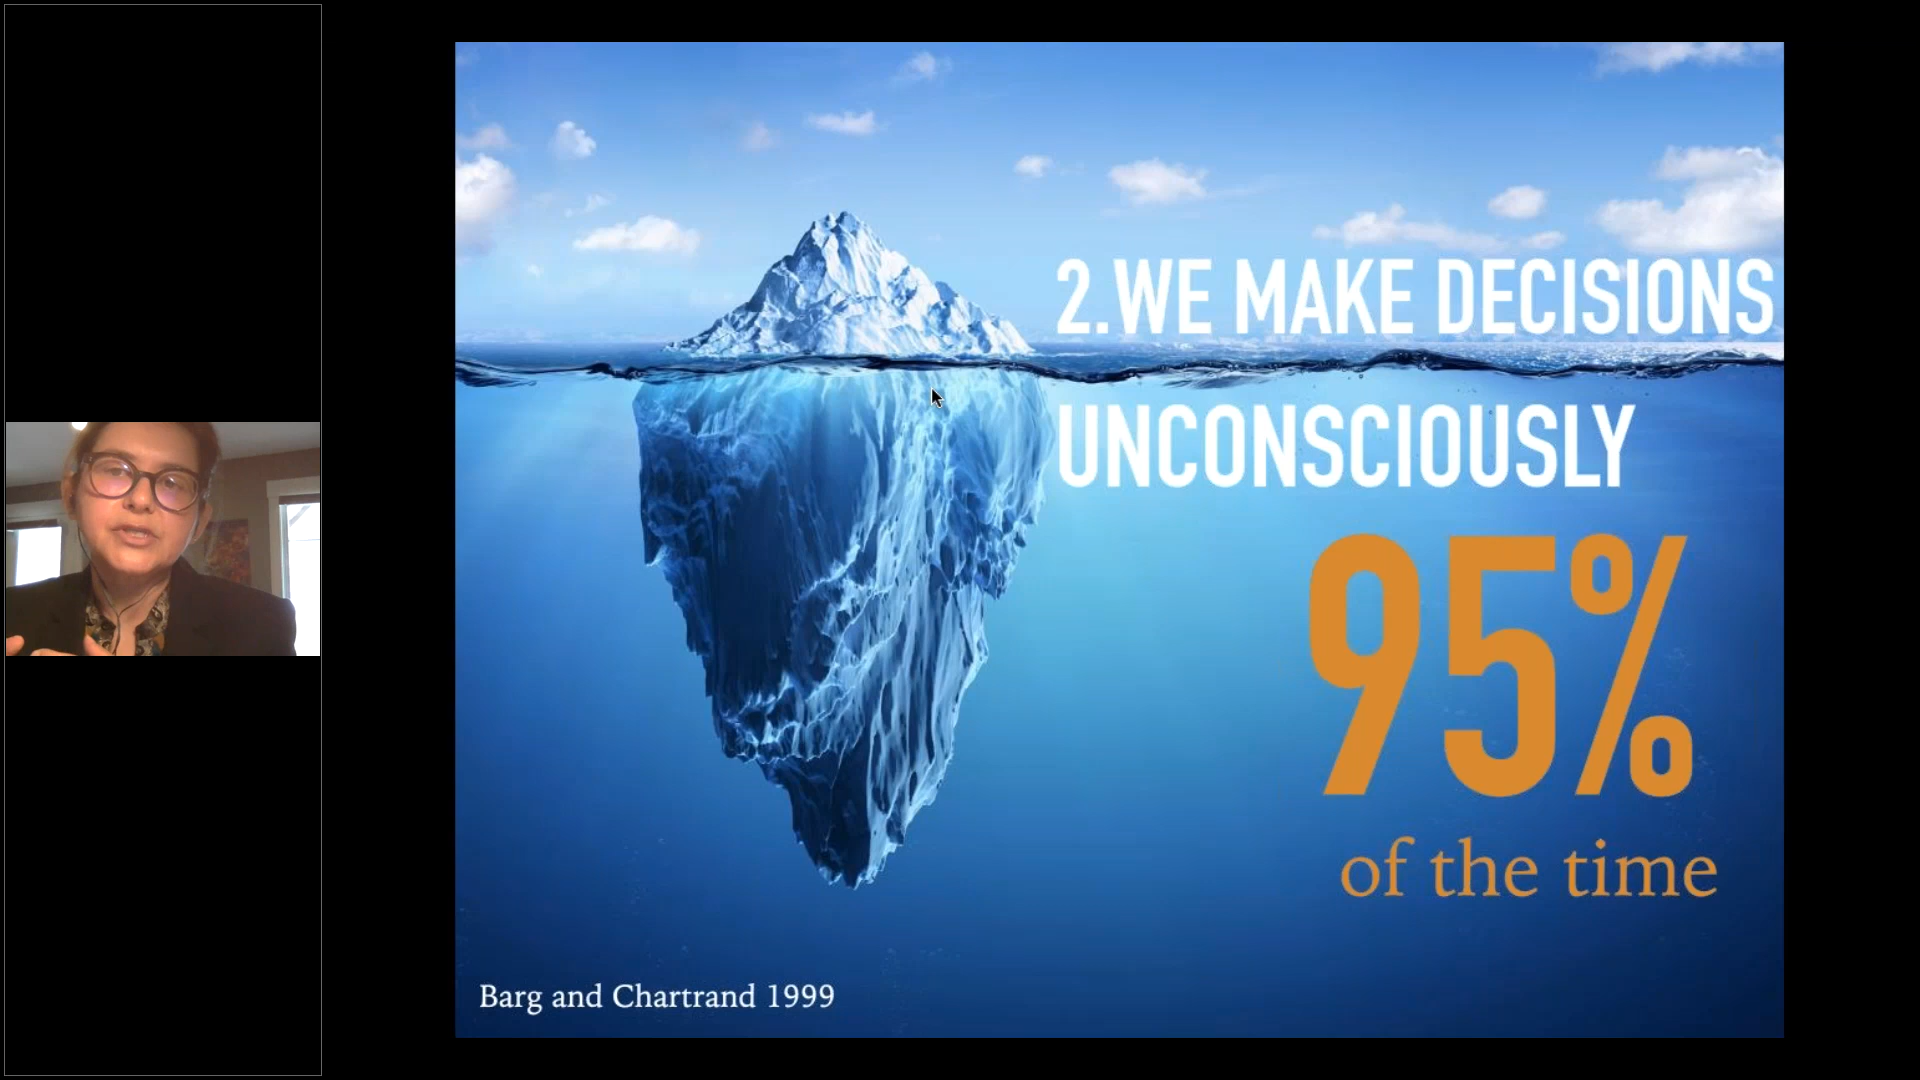 2.WE MAKE DECISIONS
UNCONSCIOUSLY
95%
of the time
Barg and Chartrand 1999